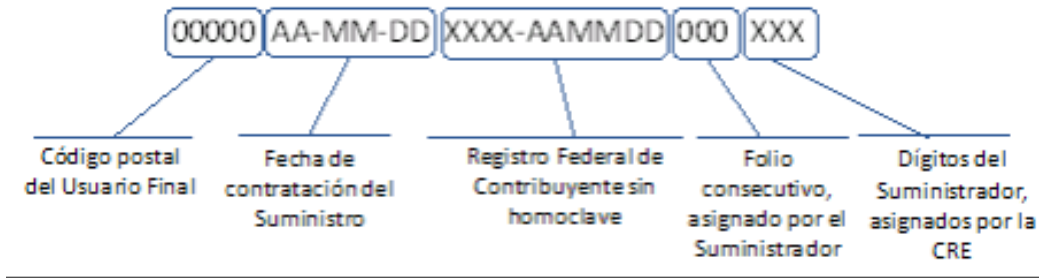 00000 AA-MM-DD XXXX-AAMMDD 000 XXX
Código postal
del Usuario Final
Fecha de
contratación del
Suministro
Registro Federal de
Contribuyente sin
homoclave
Folio
consecutivo,
asignado por el
Suministrador
Dígitos del
Suministrador,
asignados por la
CRE